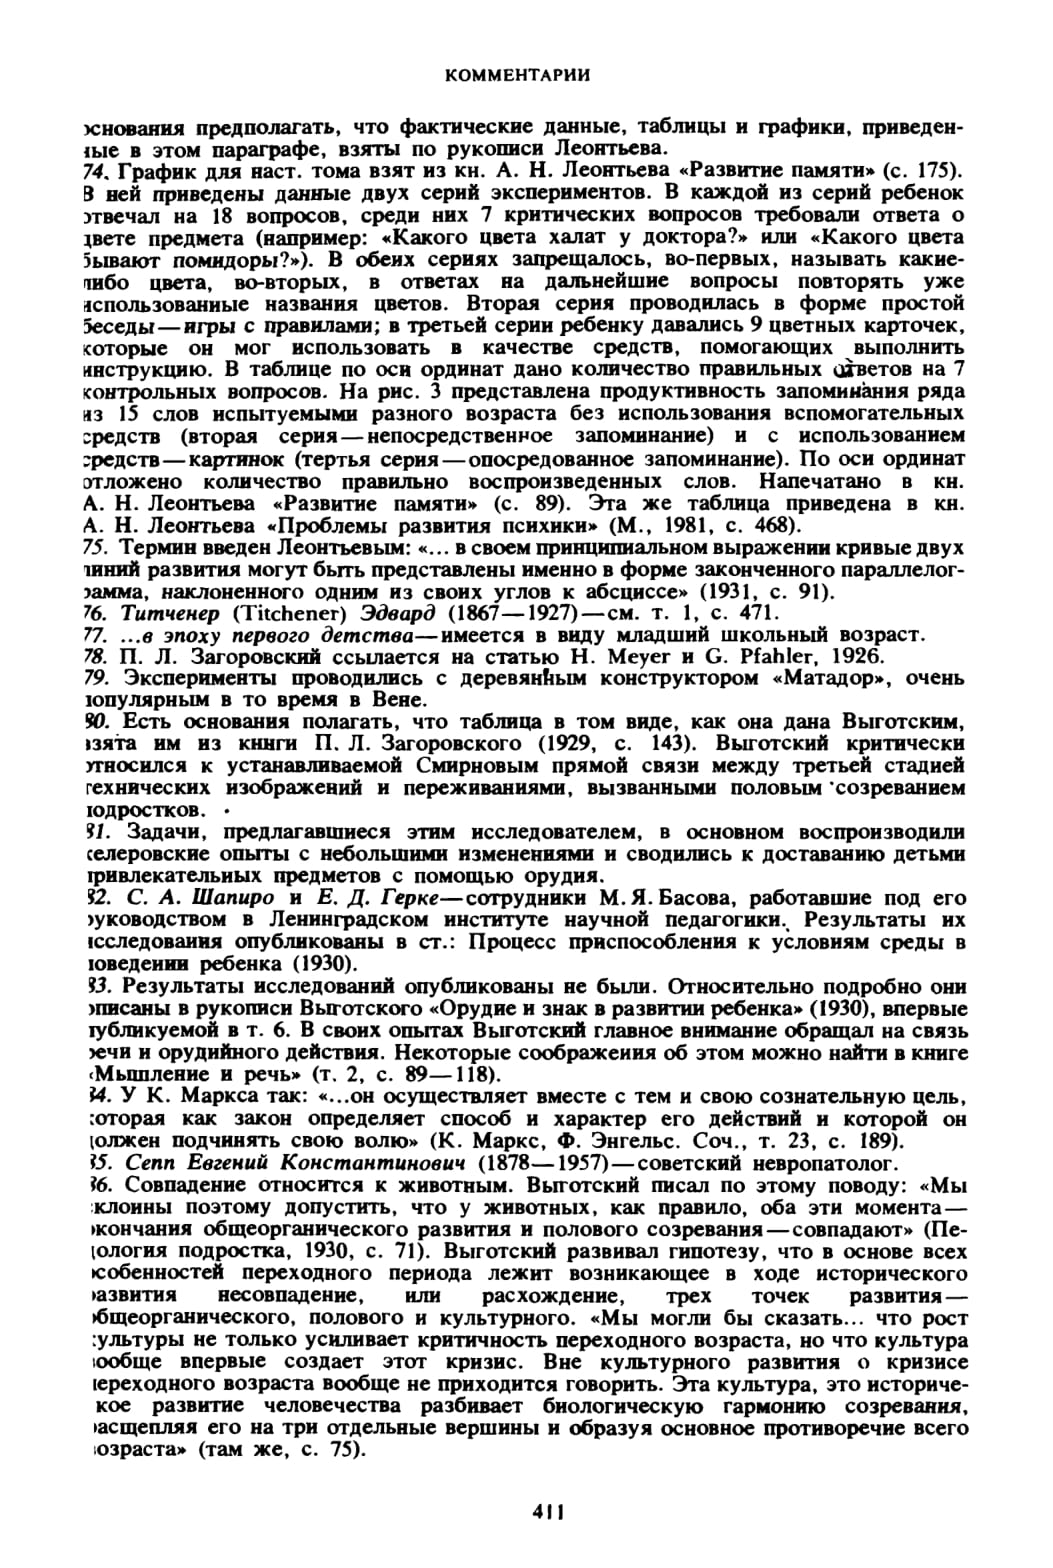 КОММЕНТАРИИ
основания предполагать, что фактические данные, таблицы и графики, приведен-
ные в этом параграфе, взяты по рукописи Леонтьева.
74. График для наст. тома взят из кн. А. Н. Леонтьева «Развитие памяти» (с. 175).
В ней приведены данные двух серий экспериментов. В каждой из серий ребенок
отвечал на 18 вопросов, среди них 7 критических вопросов требовали ответа о
цвете предмета (например: «Какого цвета халат у доктора?» или «Какого цвета
бывают помидоры?»). В обеих сериях запрещалось, во-первых, называть какие-
либо цвета, во-вторых, в ответах на дальнейшие вопросы повторять уже
использованные названия цветов. Вторая серия проводилась в форме простой
беседы—игры с правилами; в третьей серии ребенку давались 9 цветных карточек,
которые он мог использовать в качестве средств, помогающих выполнить
инструкцию. В таблице по оси ординат дано количество правильных ответов на 7
контрольных вопросов. На рис. 3 представлена продуктивность запоминания ряда
из 15 слов испытуемыми разного возраста без использования вспомогательных
средств (вторая серия—непосредственное запоминание) и с использованием
средств—картинок (тертья серия—опосредованное запоминание). По оси ординат
отложено количество правильно воспроизведенных слов. Напечатано в кн.
А. Н. Леонтьева «Развитие памяти» (с. 89). Эта же таблица приведена в кн.
А. Н. Леонтьева «Проблемы развития психики» (М., 1981, с. 468).
75. Термин введен Леонтьевым: «... в своем принципиальном выражении кривые двух
линий развития могут быть представлены именно в форме законченного параллелог-
рамма, наклоненного одним из своих углов к абсциссе» (1931, с. 91).
76. Титченер (Titchener) Эдвард (1867—1927)—см. т. 1, с. 471.
77. ...в эпоху первого детства—имеется в виду младший школьный возраст.
78. П. Л. Загоровский ссылается на статью H. Meyer и G. Pfahler, 1926.
79. Эксперименты проводились с деревянным конструктором «Матадор», очень
популярным в то время в Вене.
80. Есть основания полагать, что таблица в том виде, как она дана Выготским,
взята им из книги П. Л. Загоровского (1929, с. 143). Выготский критически
относился к устанавливаемой Смирновым прямой связи между третьей стадией
технических изображений и переживаниями, вызванными половым созреванием
подростков.
81. Задачи, предлагавшиеся этим исследователем, в основном воспроизводили
келеровские опыты с небольшими изменениями и сводились к доставанию детьми
привлекательных предметов с помощью орудия.
82. С. А. Шапиро и Е. Д. Герке—сотрудники М. Я. Басова, работавшие под его
руководством в Ленинградском институте научной педагогики. Результаты их
исследования опубликованы в ст.: Процесс приспособления к условиям среды в
поведении ребенка (1930).
83. Результаты исследований опубликованы не были. Относительно подробно они
описаны в рукописи Выготского «Орудие и знак в развитии ребенка» (1930), впервые
публикуемой в т. 6. В своих опытах Выготский главное внимание обращал на связь
речи и орудийного действия. Некоторые соображения об этом можно найти в книге
«Мышление и речь» (т. 2, с. 89—118).
84. У К. Маркса так: «...он осуществляет вместе с тем и свою сознательную цель,
которая как закон определяет способ и характер его действий и которой он
должен подчинять свою волю» (К. Маркс, Ф. Энгельс. Соч., т. 23, с. 189).
85. Сепп Евгений Константинович (1878—1957)—советский невропатолог.
86. Совпадение относится к животным. Выготский писал по этому поводу: «Мы
склоины поэтому допустить, что у животных, как правило, оба эти момента—
окончания общеорганического развития и полового созревания—совпадают» (Пе-
дология подростка, 1930, с. 71). Выготский развивал гипотезу, что в основе всех
особенностей переходного периода лежит возникающее в ходе исторического
развития несовпадение, или расхождение, трех точек развития—
общеорганического, полового и культурного. «Мы могли бы сказать... что рост
культуры не только усиливает критичность переходного возраста, но что культура
вообще впервые создает этот кризис. Вне культурного развития о кризисе
переходного возраста вообще не приходится говорить. Эта культура, это историче-
ское развитие человечества разбивает биологическую гармонию созревания,
расщепляя его на три отдельные вершины и образуя основное противоречие всего
возраста» (там же, с. 75).
411